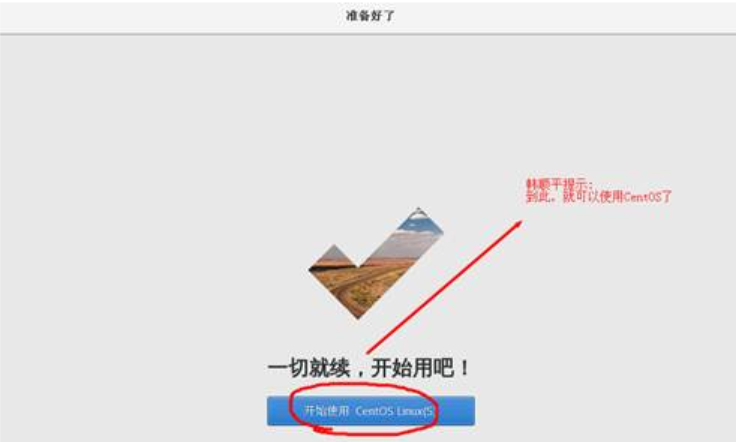 准备好了
韩顺平提示:
到此。就可以使用CentOS了
一切就绪，开始用吧！
开始使用 CentOS Linux(S)